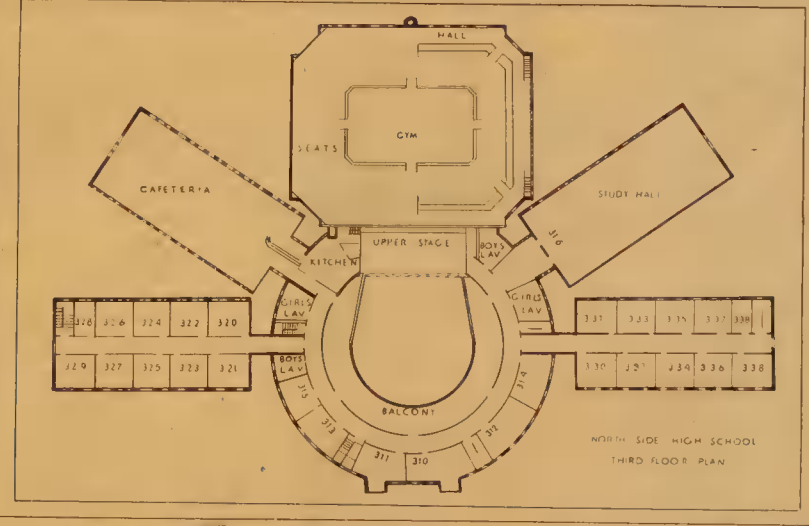 HALL
GYM
SEATS
CAFETERIA
STUDY HALL
316
UPPER STAGE
BOYS
LAV
KITCHEN
GIRLS
LAV
GIRLS
LAV
328 326 324 322 320
331 333 335 337 338
BOYS
LAV
329 327 325 323 321
330 334 336 338
315
314
BALCONY
313
312
311 310
NORTH SIDE HIGH SCHOOL
THIRD FLOOR PLAN